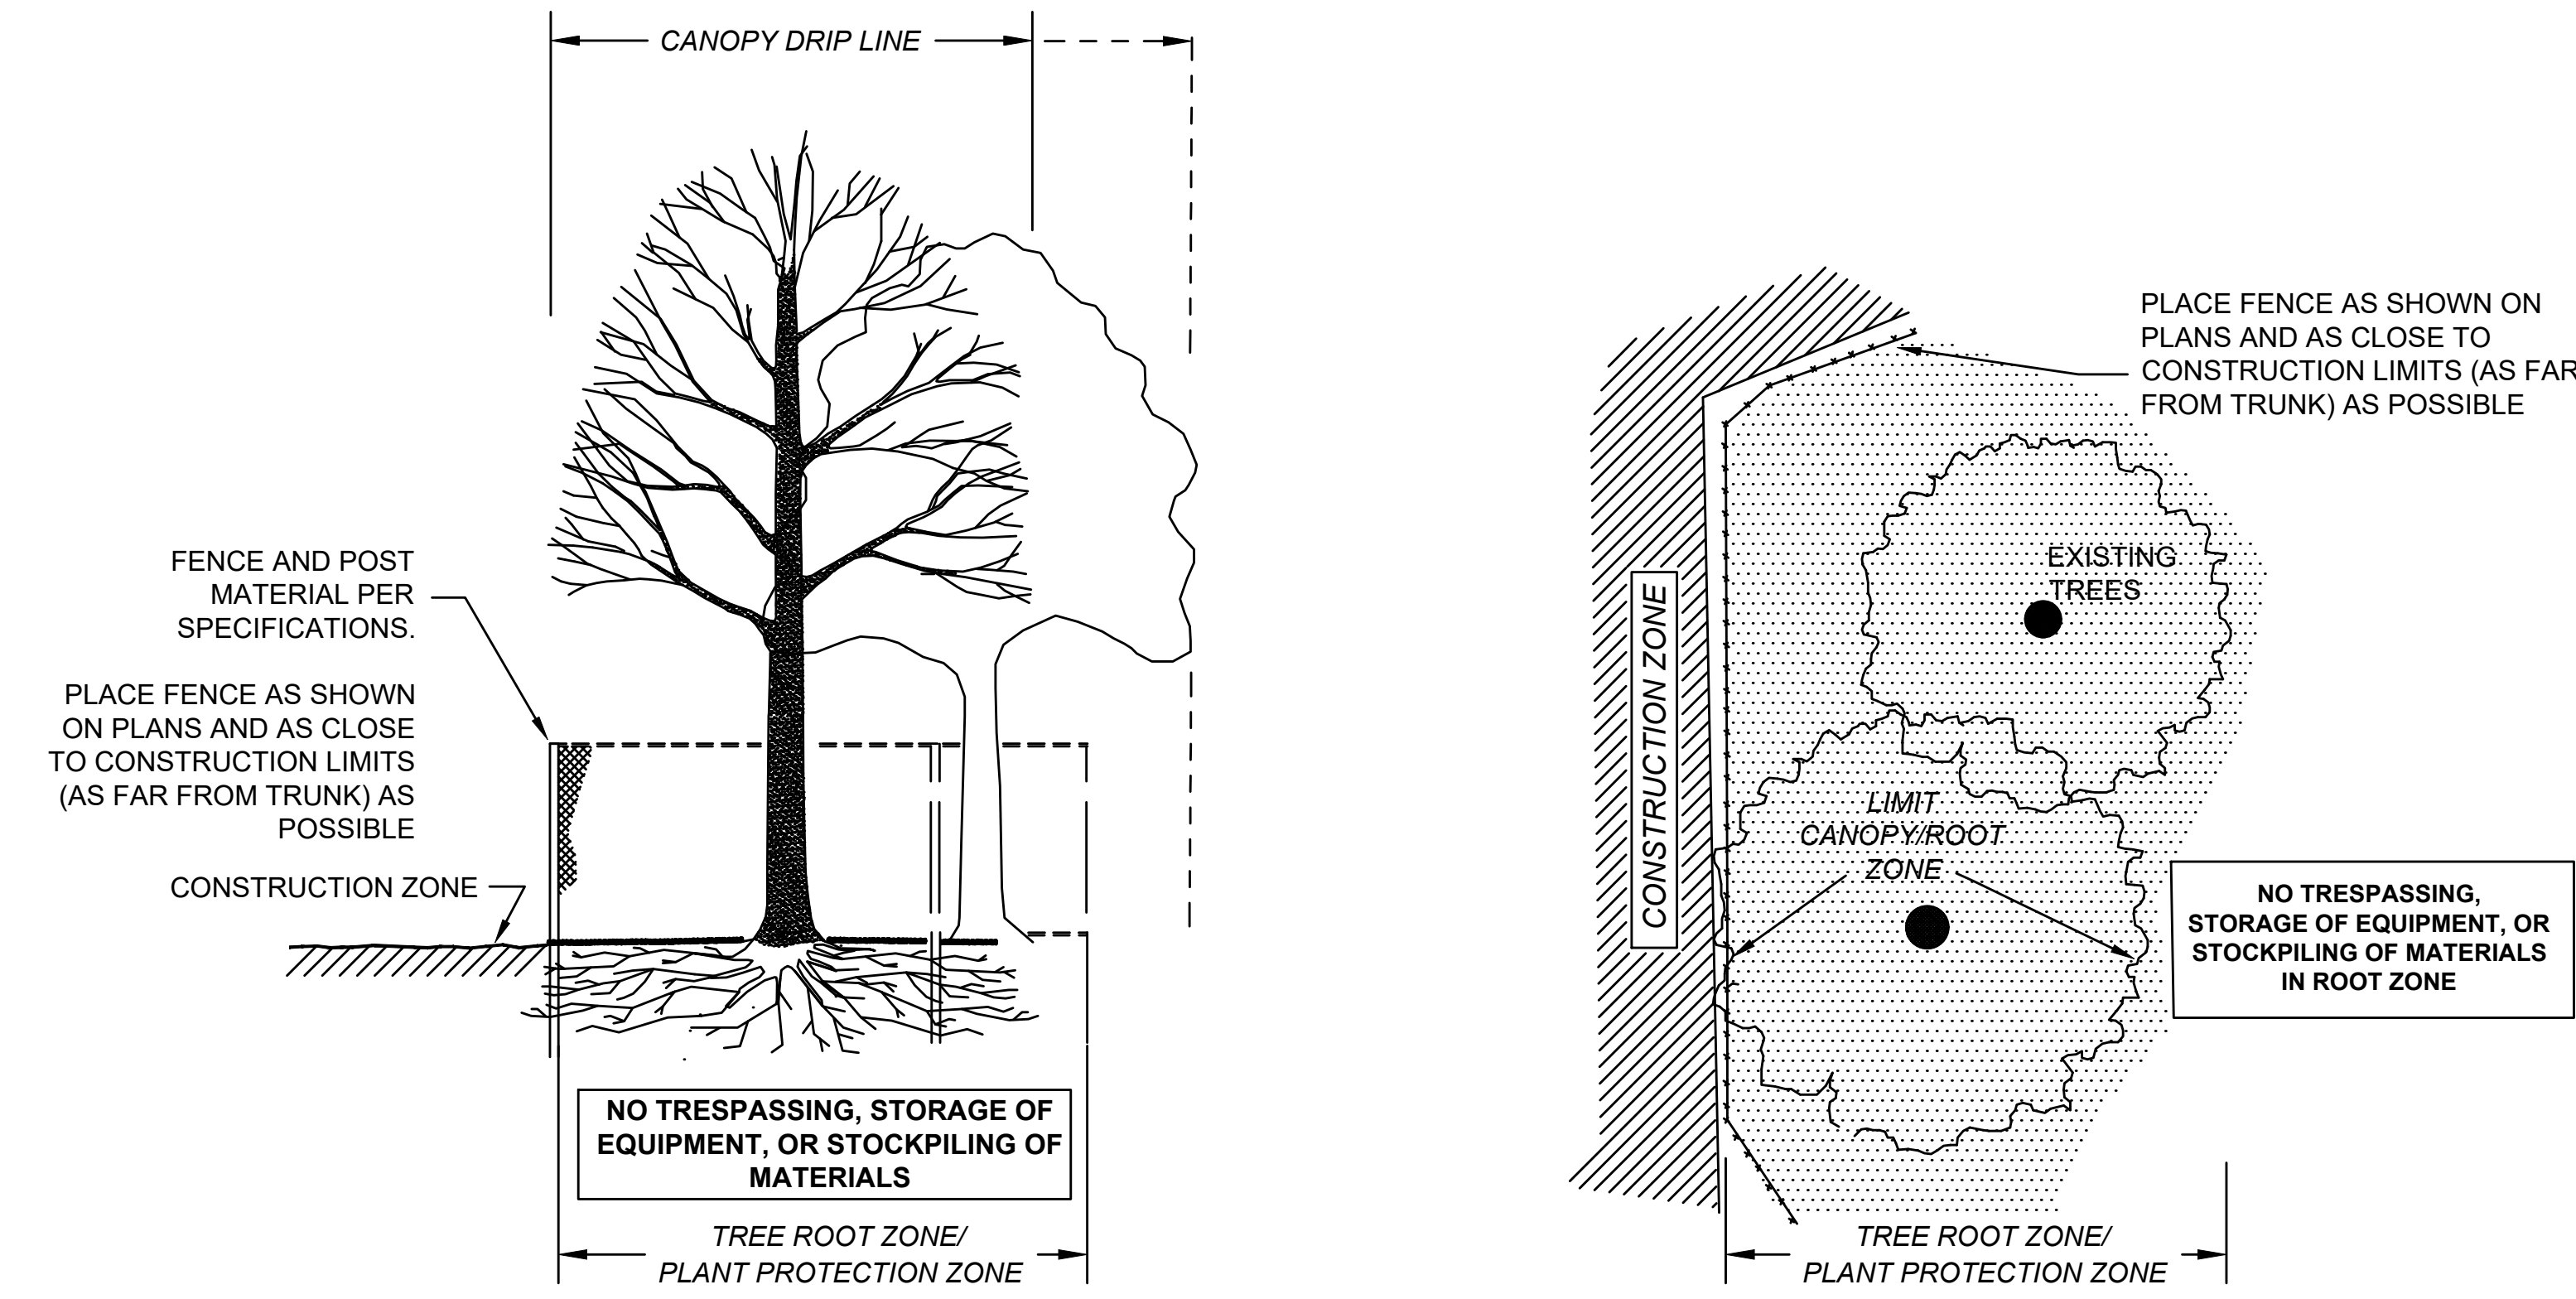 CANOPY DRIP LINE
FENCE AND POST
MATERIAL PER
SPECIFICATIONS.
PLACE FENCE AS SHOWN
ON PLANS AND AS CLOSE
TO CONSTRUCTION LIMITS
(AS FAR FROM TRUNK) AS
POSSIBLE
CONSTRUCTION ZONE
NO TRESPASSING, STORAGE OF
EQUIPMENT, OR STOCKPILING OF
MATERIALS
TREE ROOT ZONE/
PLANT PROTECTION ZONE
PLACE FENCE AS SHOWN ON
PLANS AND AS CLOSE TO
CONSTRUCTION LIMITS (AS FAR
FROM TRUNK) AS POSSIBLE
EXISTING
TREES
CONSTRUCTION ZONE
LIMIT
CANOPY/ROOT
ZONE
NO TRESPASSING,
STORAGE OF EQUIPMENT, OR
STOCKPILING OF MATERIALS
IN ROOT ZONE
TREE ROOT ZONE/
PLANT PROTECTION ZONE